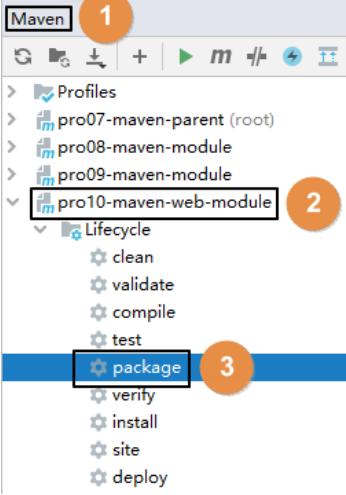 Maven 1
m
Profiles
pro07-maven-parent (root)
pro08-maven-module
pro09-maven-module
pro10-maven-web-module 2
Lifecycle
clean
validate
compile
test
package 3
verify
install
site
deploy